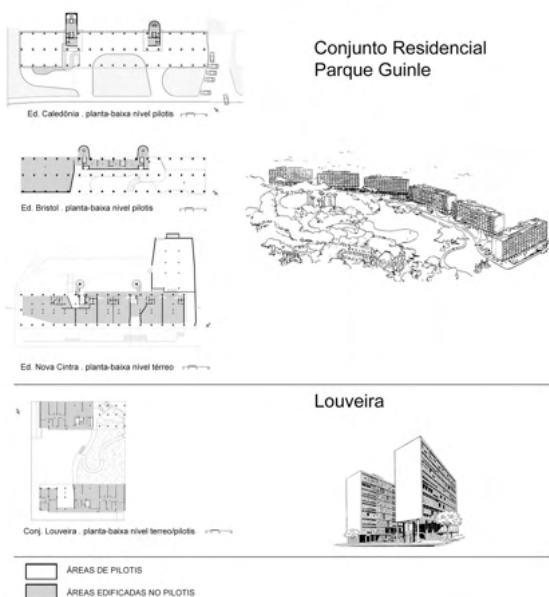 Conjunto Residencial
Parque Guinle
Ed. Caledônia . planta-baixa nível pilotis
Ed. Bristol . planta-baixa nível pilotis
Ed. Nova Cintra . planta-baixa nível térreo
Louveira
Conj. Louveira . planta-baixa nível terreo/pilotis
ÁREAS DE PILOTIS
ÁREAS EDIFICADAS NO PILOTIS